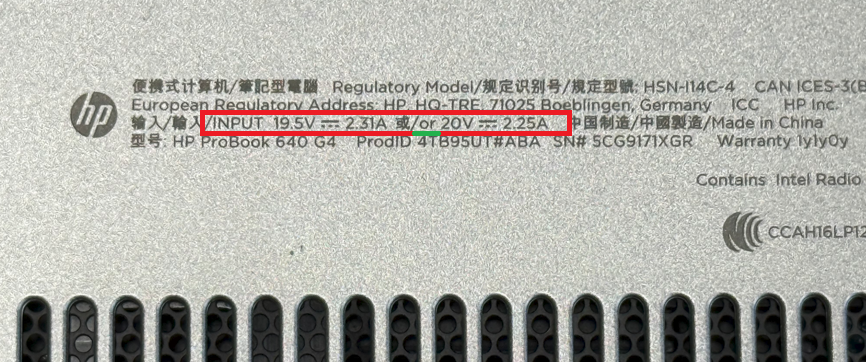 便携式计算机/筆記型電腦 Regulatory Model/规定识别号/規定型號: HSN-I14C-4 CAN ICES-3(B
hp European Regulatory Address: HP, HQ-TRE, 71025 Boeblingen, Germany ICC HP Inc.
输入/輸入/INPUT 19.5V ⎓ 2.31A 或/or 20V ⎓ 2.25A 中国制造/中國製造/Made in China
型号: HP ProBook 640 G4 ProdID 4TB95UT#ABA SN# 5CG9171XGR Warranty 1y1y0y
Contains Intel Radio
CCAH16LP12